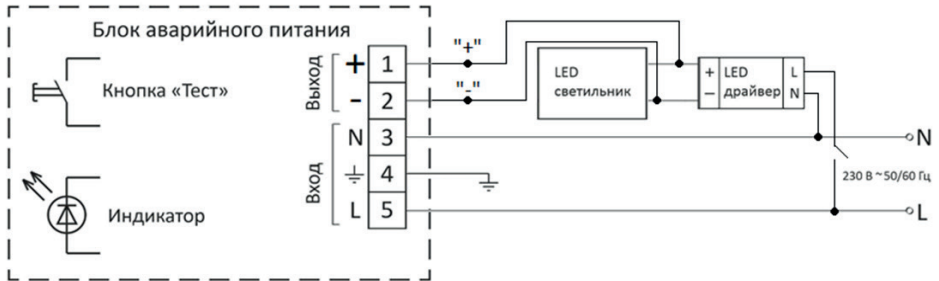 Блок аварийного питания
Кнопка «Тест»
Индикатор
Выход
+ 1
- 2
Вход
N 3
4
L 5
"+"
"-"
LED
светильник
+ LED L
— драйвер N
N
230 В ~ 50/60 Гц
L